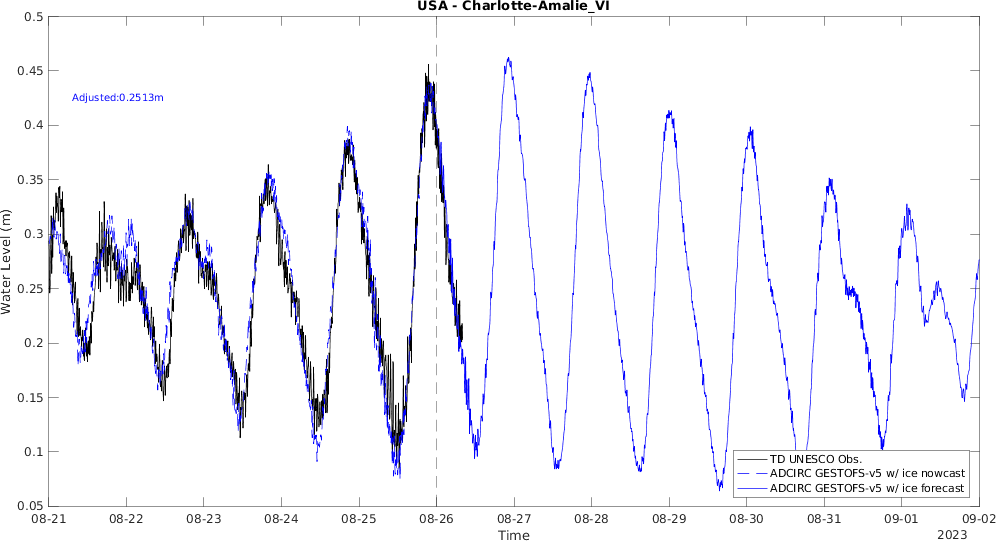 USA - Charlotte-Amalie_VI
0.5
0.45
0.4
0.35
0.3
0.25
0.2
0.15
0.1
0.05
Water Level (m)
Adjusted:0.2513m
TD UNESCO Obs.
ADCIRC GESTOFS-v5 w/ ice nowcast
ADCIRC GESTOFS-v5 w/ ice forecast
08-21 08-22 08-23 08-24 08-25 08-26 08-27 08-28 08-29 08-30 08-31 09-01 09-02
Time
2023